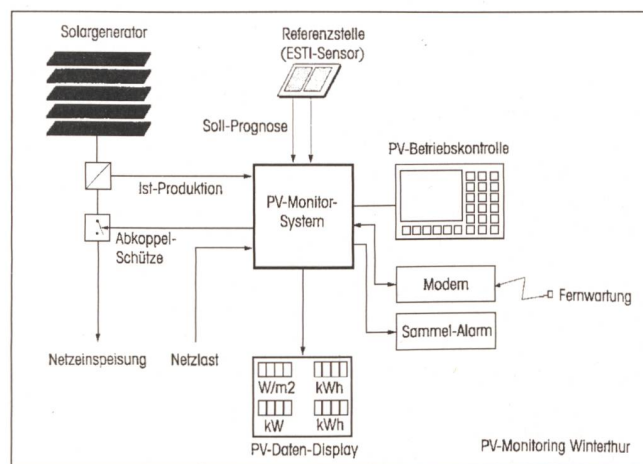 Solargenerator
Referenzstelle
(ESTI-Sensor)
Soll-Prognose
PV-Betriebskontrolle
Ist-Produktion
PV-Monitor-
System
Abkoppel-
Schütze
Modem
Fernwartung
Sammel-Alarm
Netzeinspeisung
Netzlast
W/m2
kWh
kW
kWh
PV-Daten-Display
PV-Monitoring Winterthur